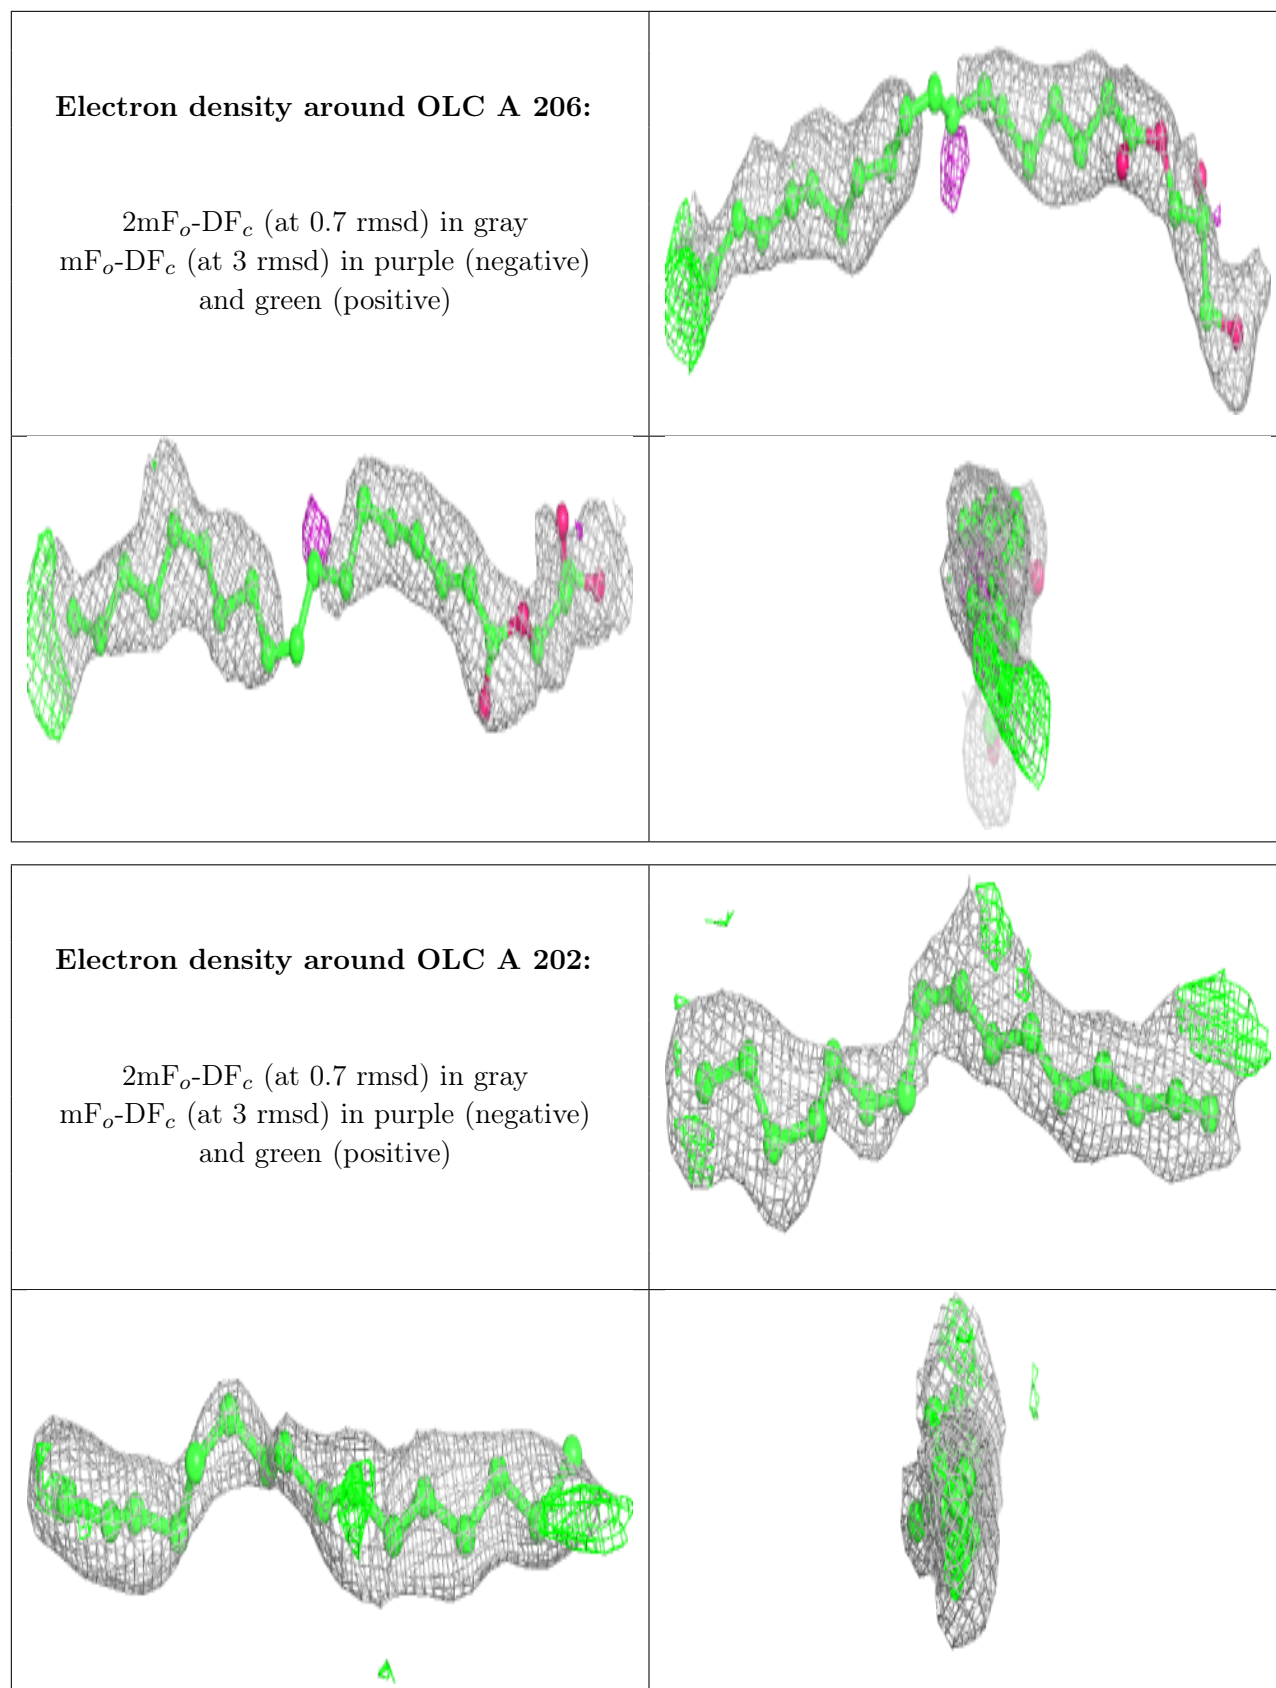 Electron density around OLC A 206:
2mFₒ-DF𝒸 (at 0.7 rmsd) in gray
mFₒ-DF𝒸 (at 3 rmsd) in purple (negative)
and green (positive)
Electron density around OLC A 202:
2mFₒ-DF𝒸 (at 0.7 rmsd) in gray
mFₒ-DF𝒸 (at 3 rmsd) in purple (negative)
and green (positive)